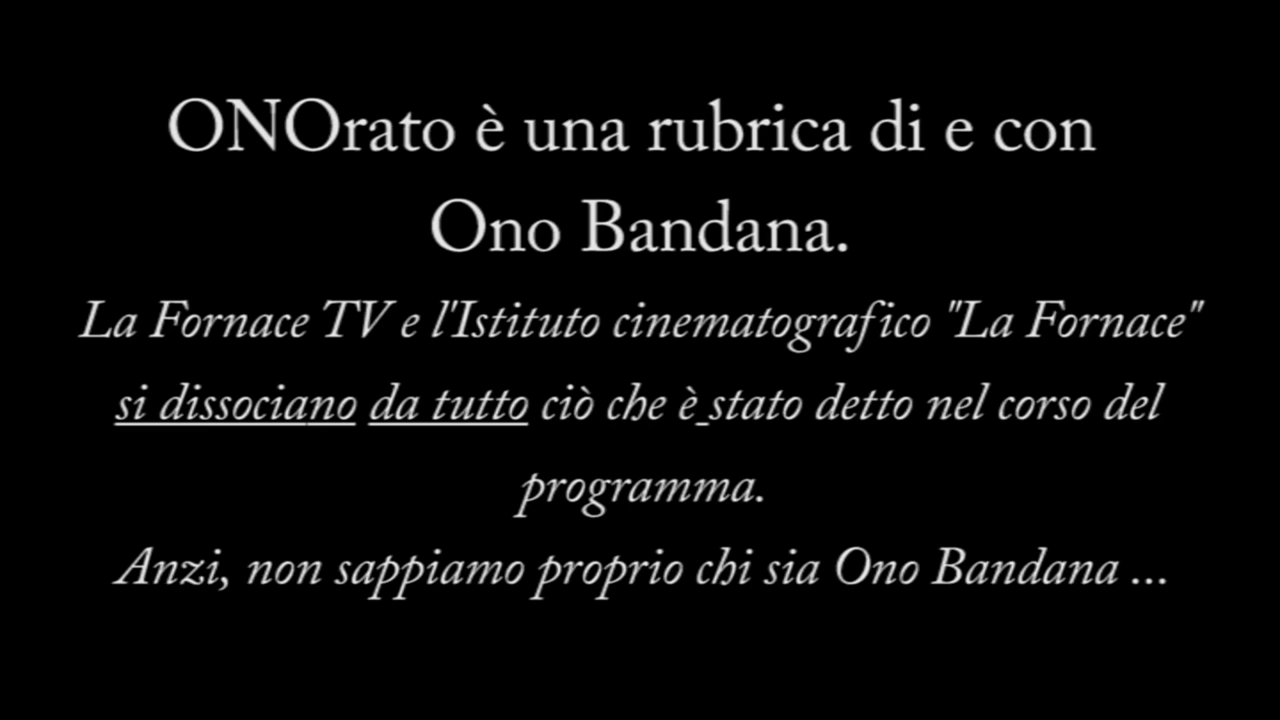 ONOrato è una rubrica di e con
Ono Bandana.
La Fornace TV e l'Istituto cinematografico "La Fornace"
si dissociano da tutto ciò che è stato detto nel corso del
programma.
Anzi, non sappiamo proprio chi sia Ono Bandana ...